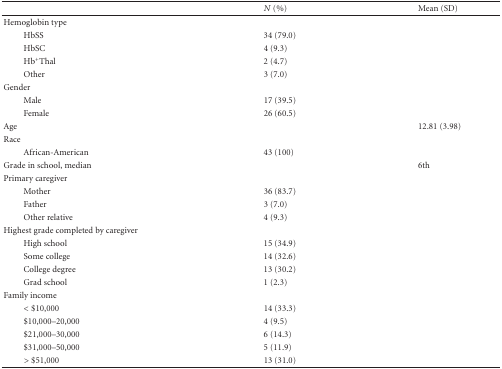 N (%) Mean (SD)
Hemoglobin type
HbSS 34 (79.0)
HbSC 4 (9.3)
Hb⁺Thal 2 (4.7)
Other 3 (7.0)
Gender
Male 17 (39.5)
Female 26 (60.5)
Age 12.81 (3.98)
Race
African-American 43 (100)
Grade in school, median 6th
Primary caregiver
Mother 36 (83.7)
Father 3 (7.0)
Other relative 4 (9.3)
Highest grade completed by caregiver
High school 15 (34.9)
Some college 14 (32.6)
College degree 13 (30.2)
Grad school 1 (2.3)
Family income
< $10,000 14 (33.3)
$10,000–20,000 4 (9.5)
$21,000–30,000 6 (14.3)
$31,000–50,000 5 (11.9)
> $51,000 13 (31.0)